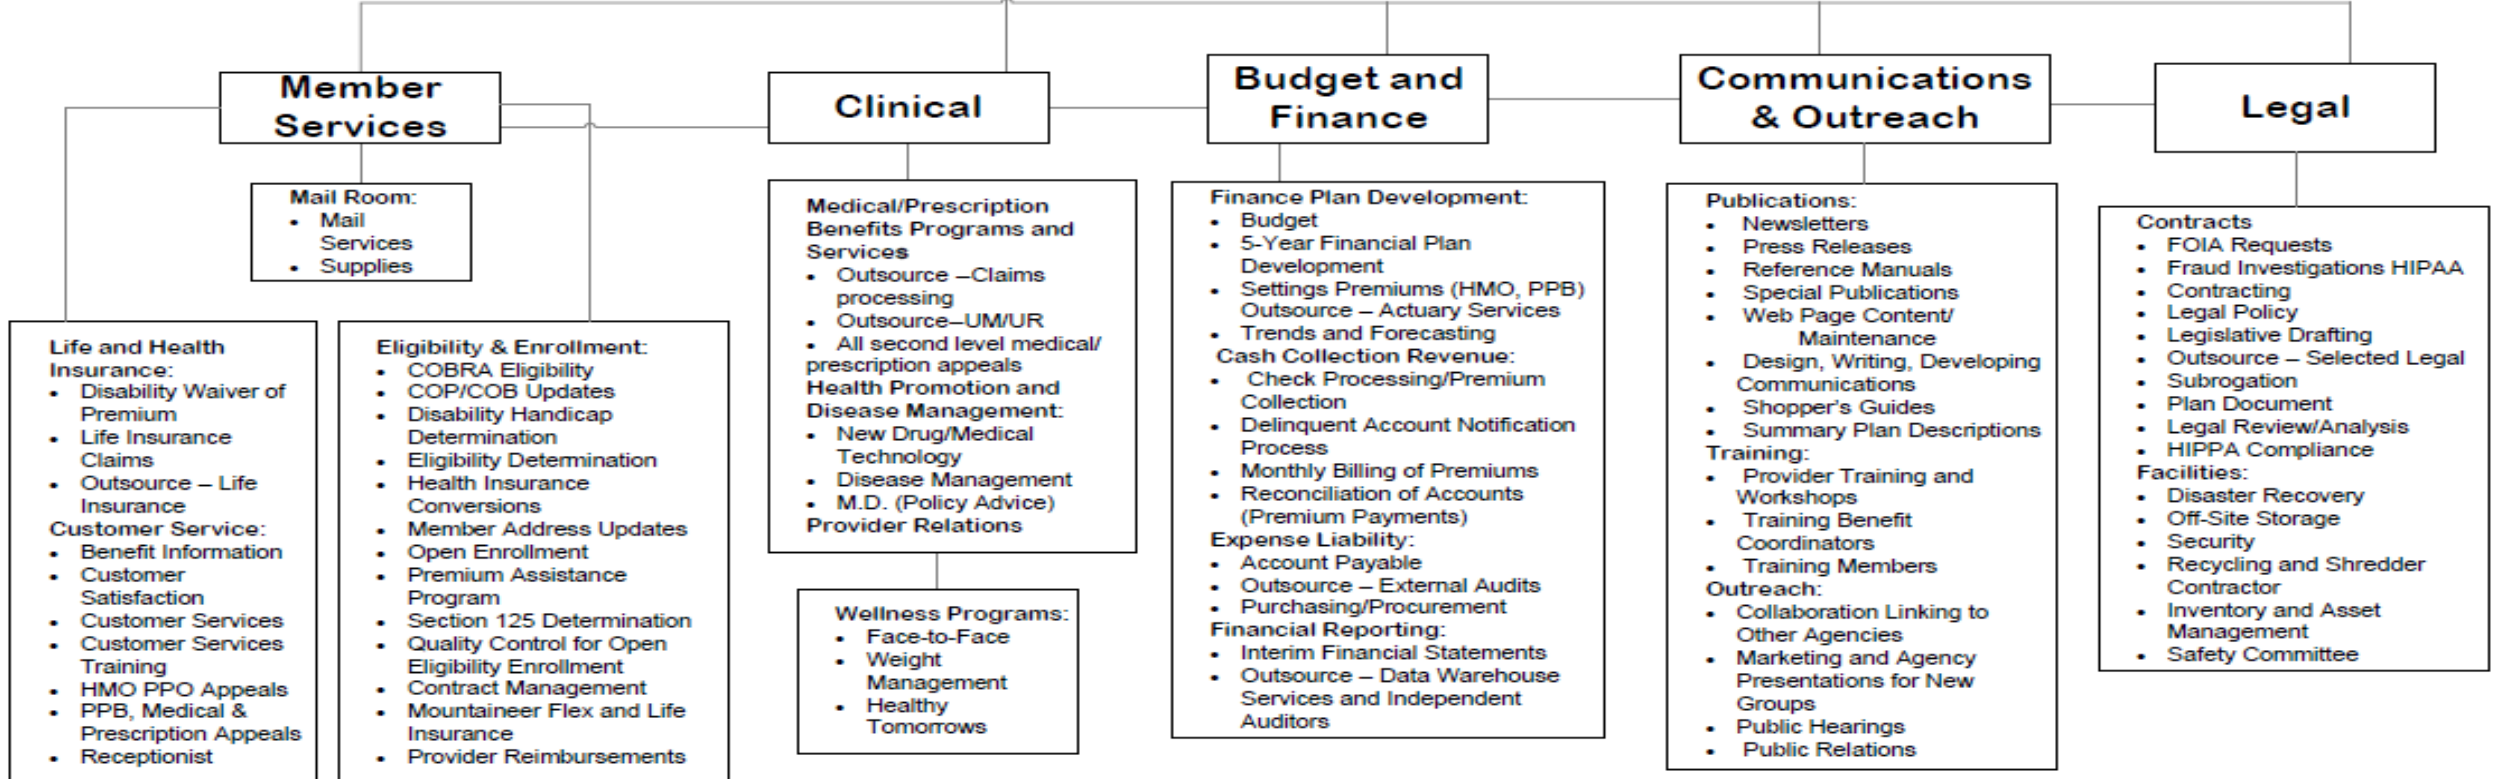 Member
Services
Clinical
Budget and
Finance
Communications
& Outreach
Legal
Mail Room:
• Mail
Services
• Supplies
Life and Health
Insurance:
• Disability Waiver of
Premium
• Life Insurance
Claims
• Outsource – Life
Insurance
Customer Service:
• Benefit Information
• Customer
Satisfaction
• Customer Services
• Customer Services
Training
• HMO PPO Appeals
• PPB, Medical &
Prescription Appeals
• Receptionist
Eligibility & Enrollment:
• COBRA Eligibility
• COP/COB Updates
• Disability Handicap
Determination
• Eligibility Determination
• Health Insurance
Conversions
• Member Address Updates
• Open Enrollment
• Premium Assistance
Program
• Section 125 Determination
• Quality Control for Open
Eligibility Enrollment
• Contract Management
• Mountaineer Flex and Life
Insurance
• Provider Reimbursements
Medical/Prescription
Benefits Programs and
Services
• Outsource –Claims
processing
• Outsource–UM/UR
• All second level medical/
prescription appeals
Health Promotion and
Disease Management:
• New Drug/Medical
Technology
• Disease Management
• M.D. (Policy Advice)
Provider Relations
Wellness Programs:
• Face-to-Face
• Weight
Management
• Healthy
Tomorrows
Finance Plan Development:
• Budget
• 5-Year Financial Plan
Development
• Settings Premiums (HMO, PPB)
Outsource – Actuary Services
• Trends and Forecasting
Cash Collection Revenue:
• Check Processing/Premium
Collection
• Delinquent Account Notification
Process
• Monthly Billing of Premiums
• Reconciliation of Accounts
(Premium Payments)
Expense Liability:
• Account Payable
• Outsource – External Audits
• Purchasing/Procurement
Financial Reporting:
• Interim Financial Statements
• Outsource – Data Warehouse
Services and Independent
Auditors
Publications:
• Newsletters
• Press Releases
• Reference Manuals
• Special Publications
• Web Page Content/
Maintenance
• Design, Writing, Developing
Communications
• Shopper's Guides
• Summary Plan Descriptions
Training:
• Provider Training and
Workshops
• Training Benefit
Coordinators
• Training Members
Outreach:
• Collaboration Linking to
Other Agencies
• Marketing and Agency
Presentations for New
Groups
• Public Hearings
• Public Relations
Contracts
• FOIA Requests
• Fraud Investigations HIPAA
• Contracting
• Legal Policy
• Legislative Drafting
• Outsource – Selected Legal
• Subrogation
• Plan Document
• Legal Review/Analysis
• HIPPA Compliance
Facilities:
• Disaster Recovery
• Off-Site Storage
• Security
• Recycling and Shredder
Contractor
• Inventory and Asset
Management
• Safety Committee